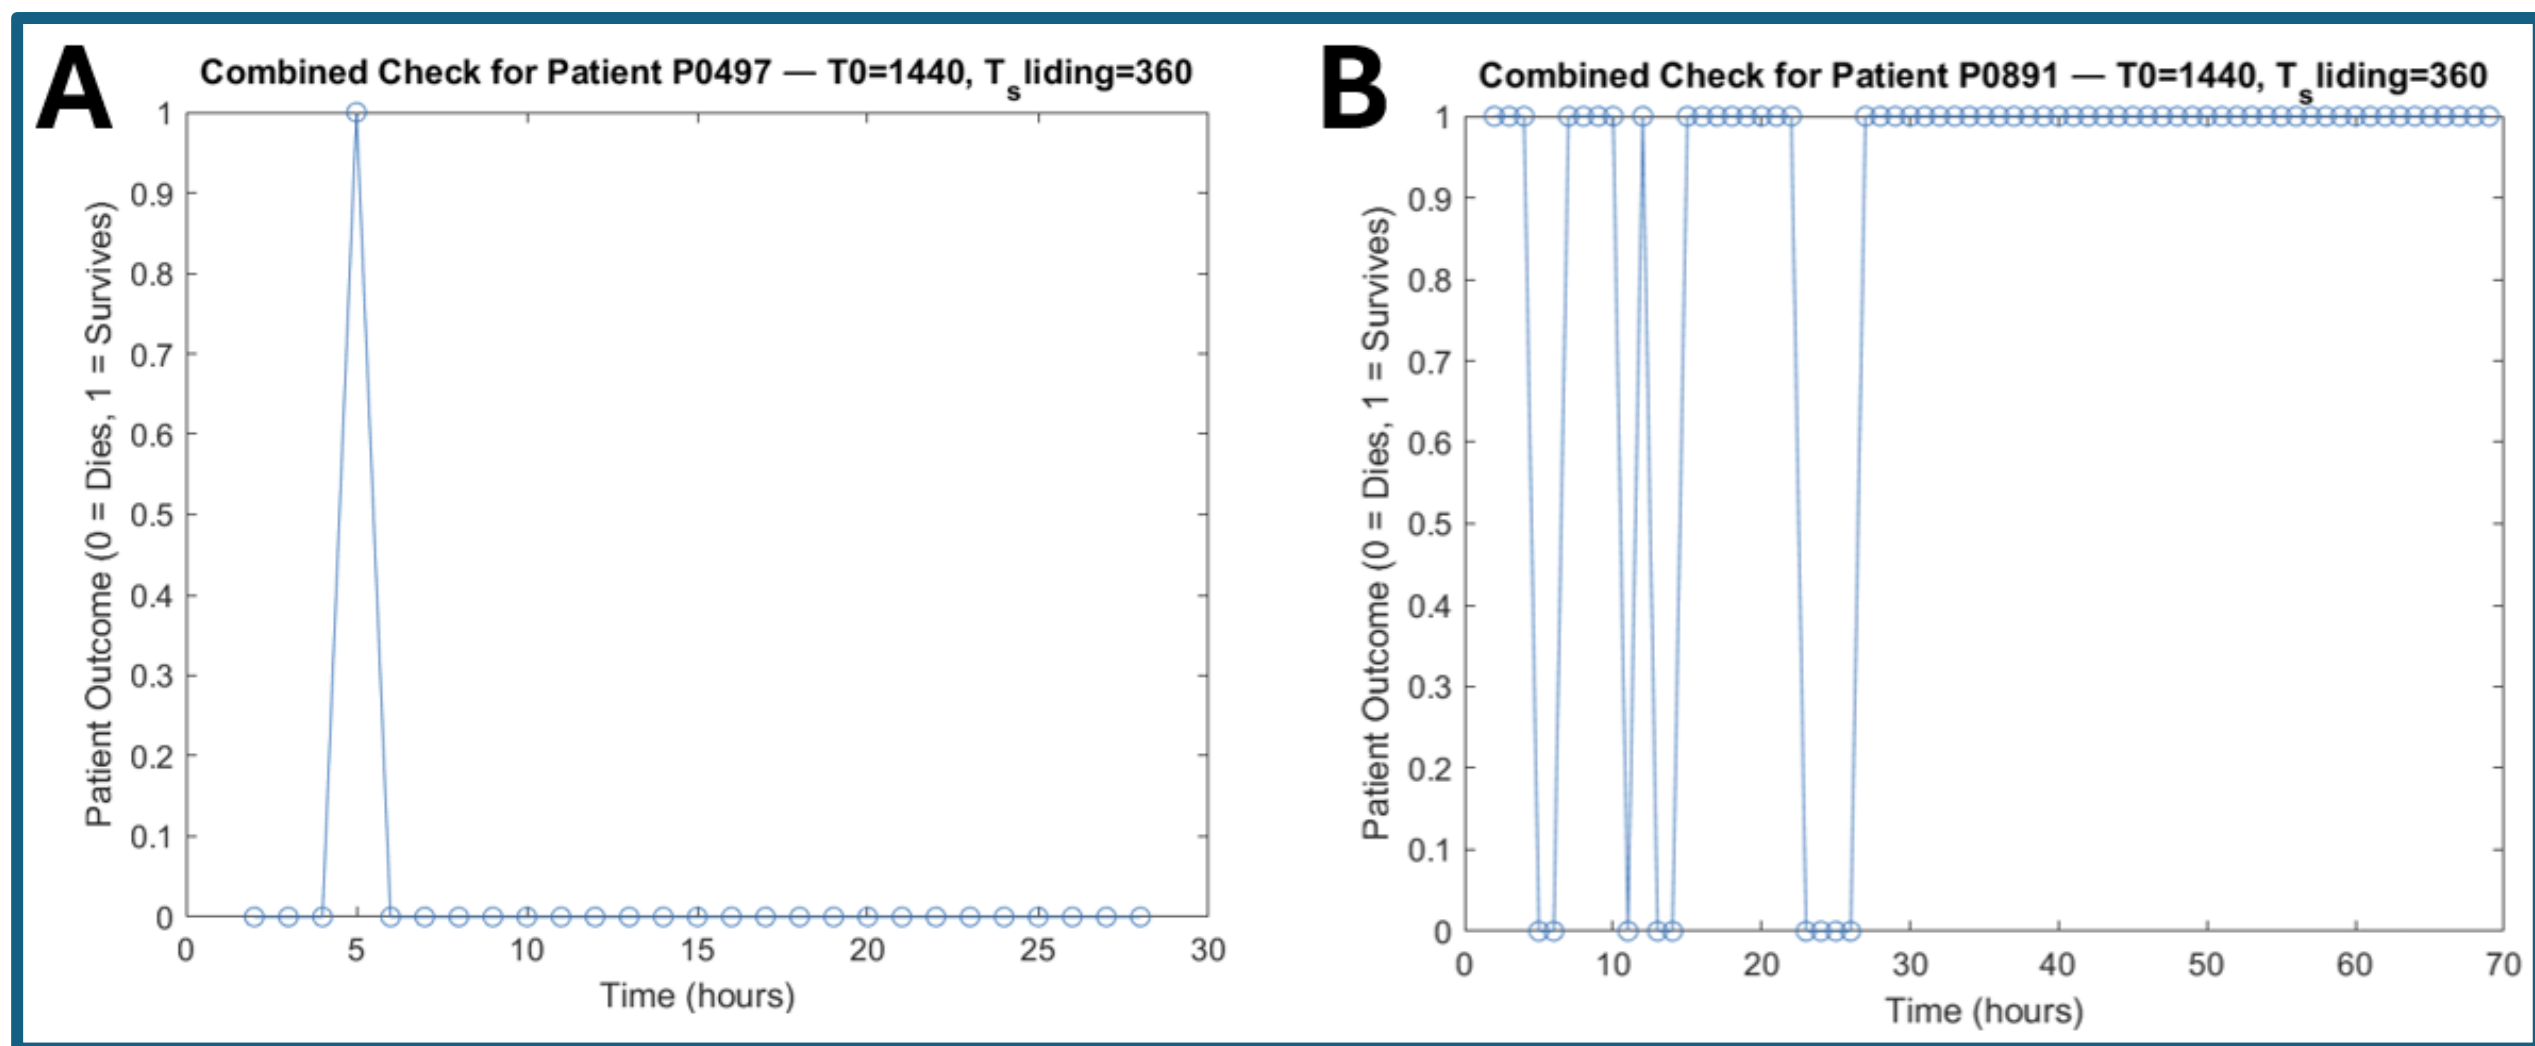 A
Combined Check for Patient P0497 — T0=1440, Tsliding=360
Patient Outcome (0 = Dies, 1 = Survives)
1
0.9
0.8
0.7
0.6
0.5
0.4
0.3
0.2
0.1
0
0 5 10 15 20 25 30
Time (hours)
B
Combined Check for Patient P0891 — T0=1440, Tsliding=360
Patient Outcome (0 = Dies, 1 = Survives)
1
0.9
0.8
0.7
0.6
0.5
0.4
0.3
0.2
0.1
0
0 10 20 30 40 50 60 70
Time (hours)